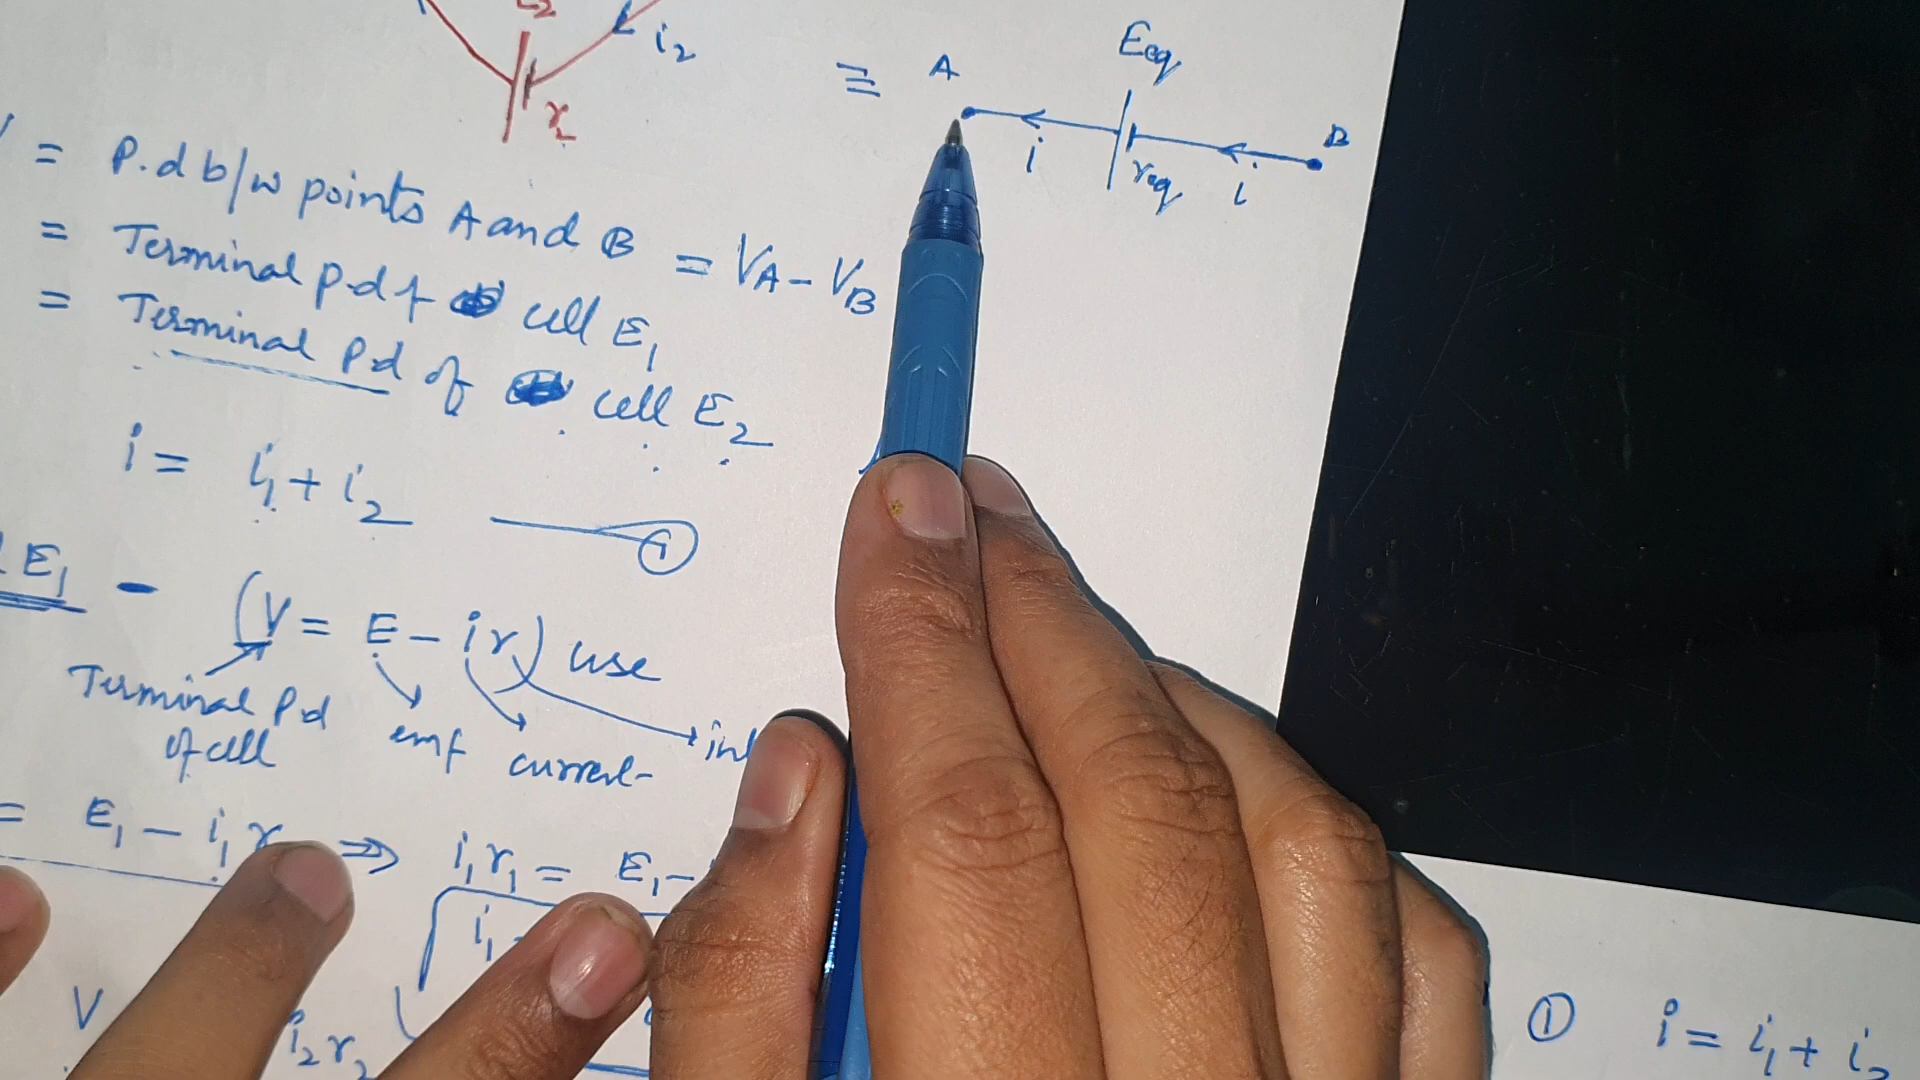 i2
r2
≡ A Eeq B
i req i
= P.d b/w points A and B = VA - VB
= Terminal P.d of cell E1
= Terminal Pd of cell E2
i = i1 + i2 ①
E1 - (V = E - ir) use
Terminal Pd of cell
emf current
= E1 - i1r ⇒ i1r1 = E1 -
i1
V i2r2
① i = i1 + i2